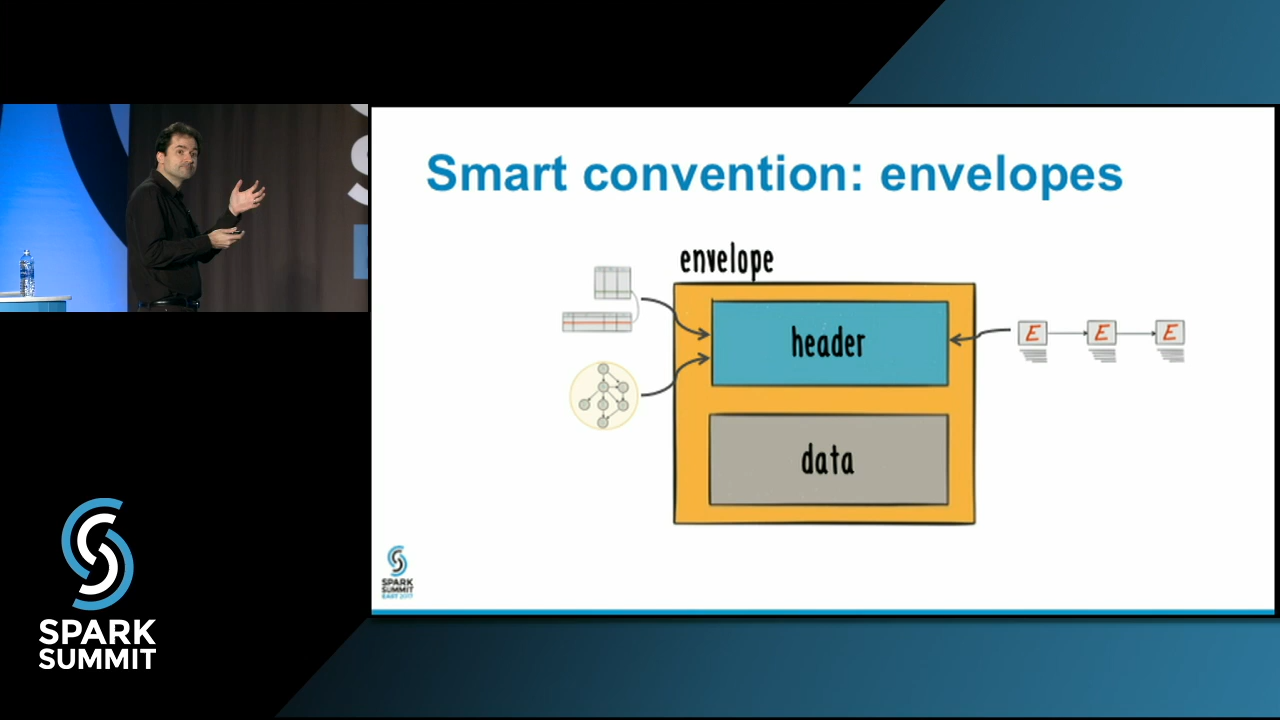 Smart convention: envelopes
envelope
header
E E E
data
SPARK
SUMMIT
EAST 2017
SPARK
SUMMIT